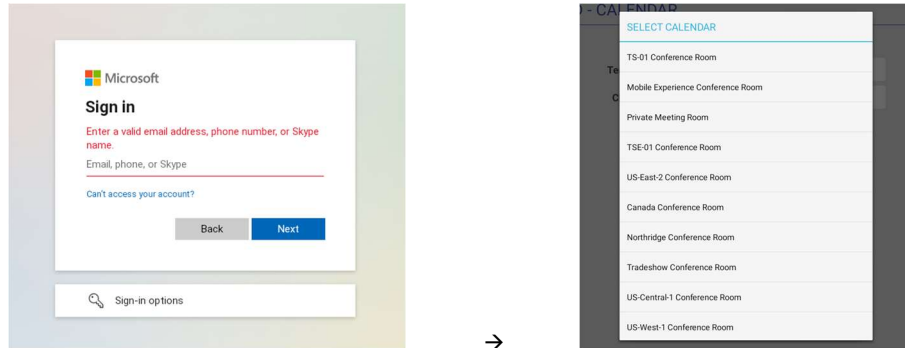 Microsoft
Sign in
Enter a valid email address, phone number, or Skype
name.
Email, phone, or Skype
Can't access your account?
Back
Next
Sign-in options
→
- CALENDAR
SELECT CALENDAR
TS-01 Conference Room
Mobile Experience Conference Room
Private Meeting Room
TSE-01 Conference Room
US-East-2 Conference Room
Canada Conference Room
Northridge Conference Room
Tradeshow Conference Room
US-Central-1 Conference Room
US-West-1 Conference Room